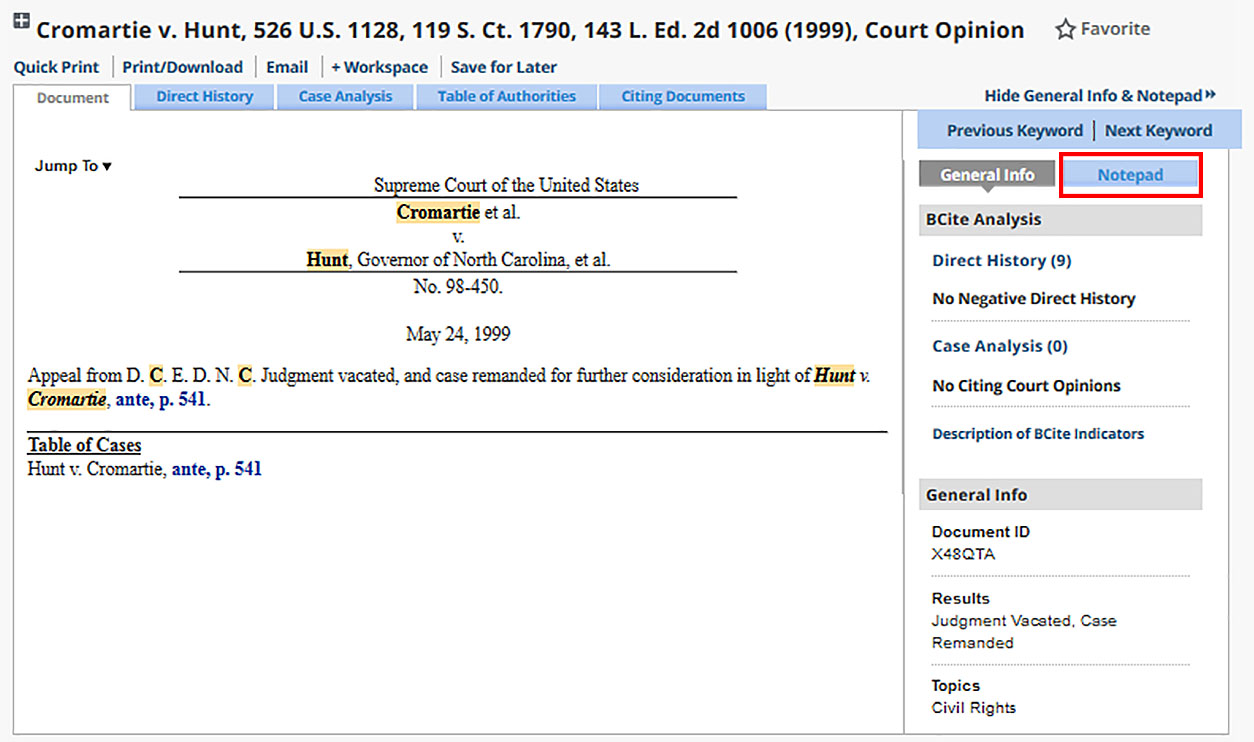 Cromartie v. Hunt, 526 U.S. 1128, 119 S. Ct. 1790, 143 L. Ed. 2d 1006 (1999), Court Opinion
Favorite
Quick Print Print/Download Email + Workspace Save for Later
Document Direct History Case Analysis Table of Authorities Citing Documents
Hide General Info & Notepad
Previous Keyword Next Keyword
Jump To
Supreme Court of the United States
Cromartie et al.
v.
Hunt, Governor of North Carolina, et al.
No. 98-450.
May 24, 1999
Appeal from D. C. E. D. N. C. Judgment vacated, and case remanded for further consideration in light of Hunt v.
Cromartie, ante, p. 541.
Table of Cases
Hunt v. Cromartie, ante, p. 541
General Info Notepad
BCite Analysis
Direct History (9)
No Negative Direct History
Case Analysis (0)
No Citing Court Opinions
Description of BCite Indicators
General Info
Document ID
X48QTA
Results
Judgment Vacated, Case
Remanded
Topics
Civil Rights